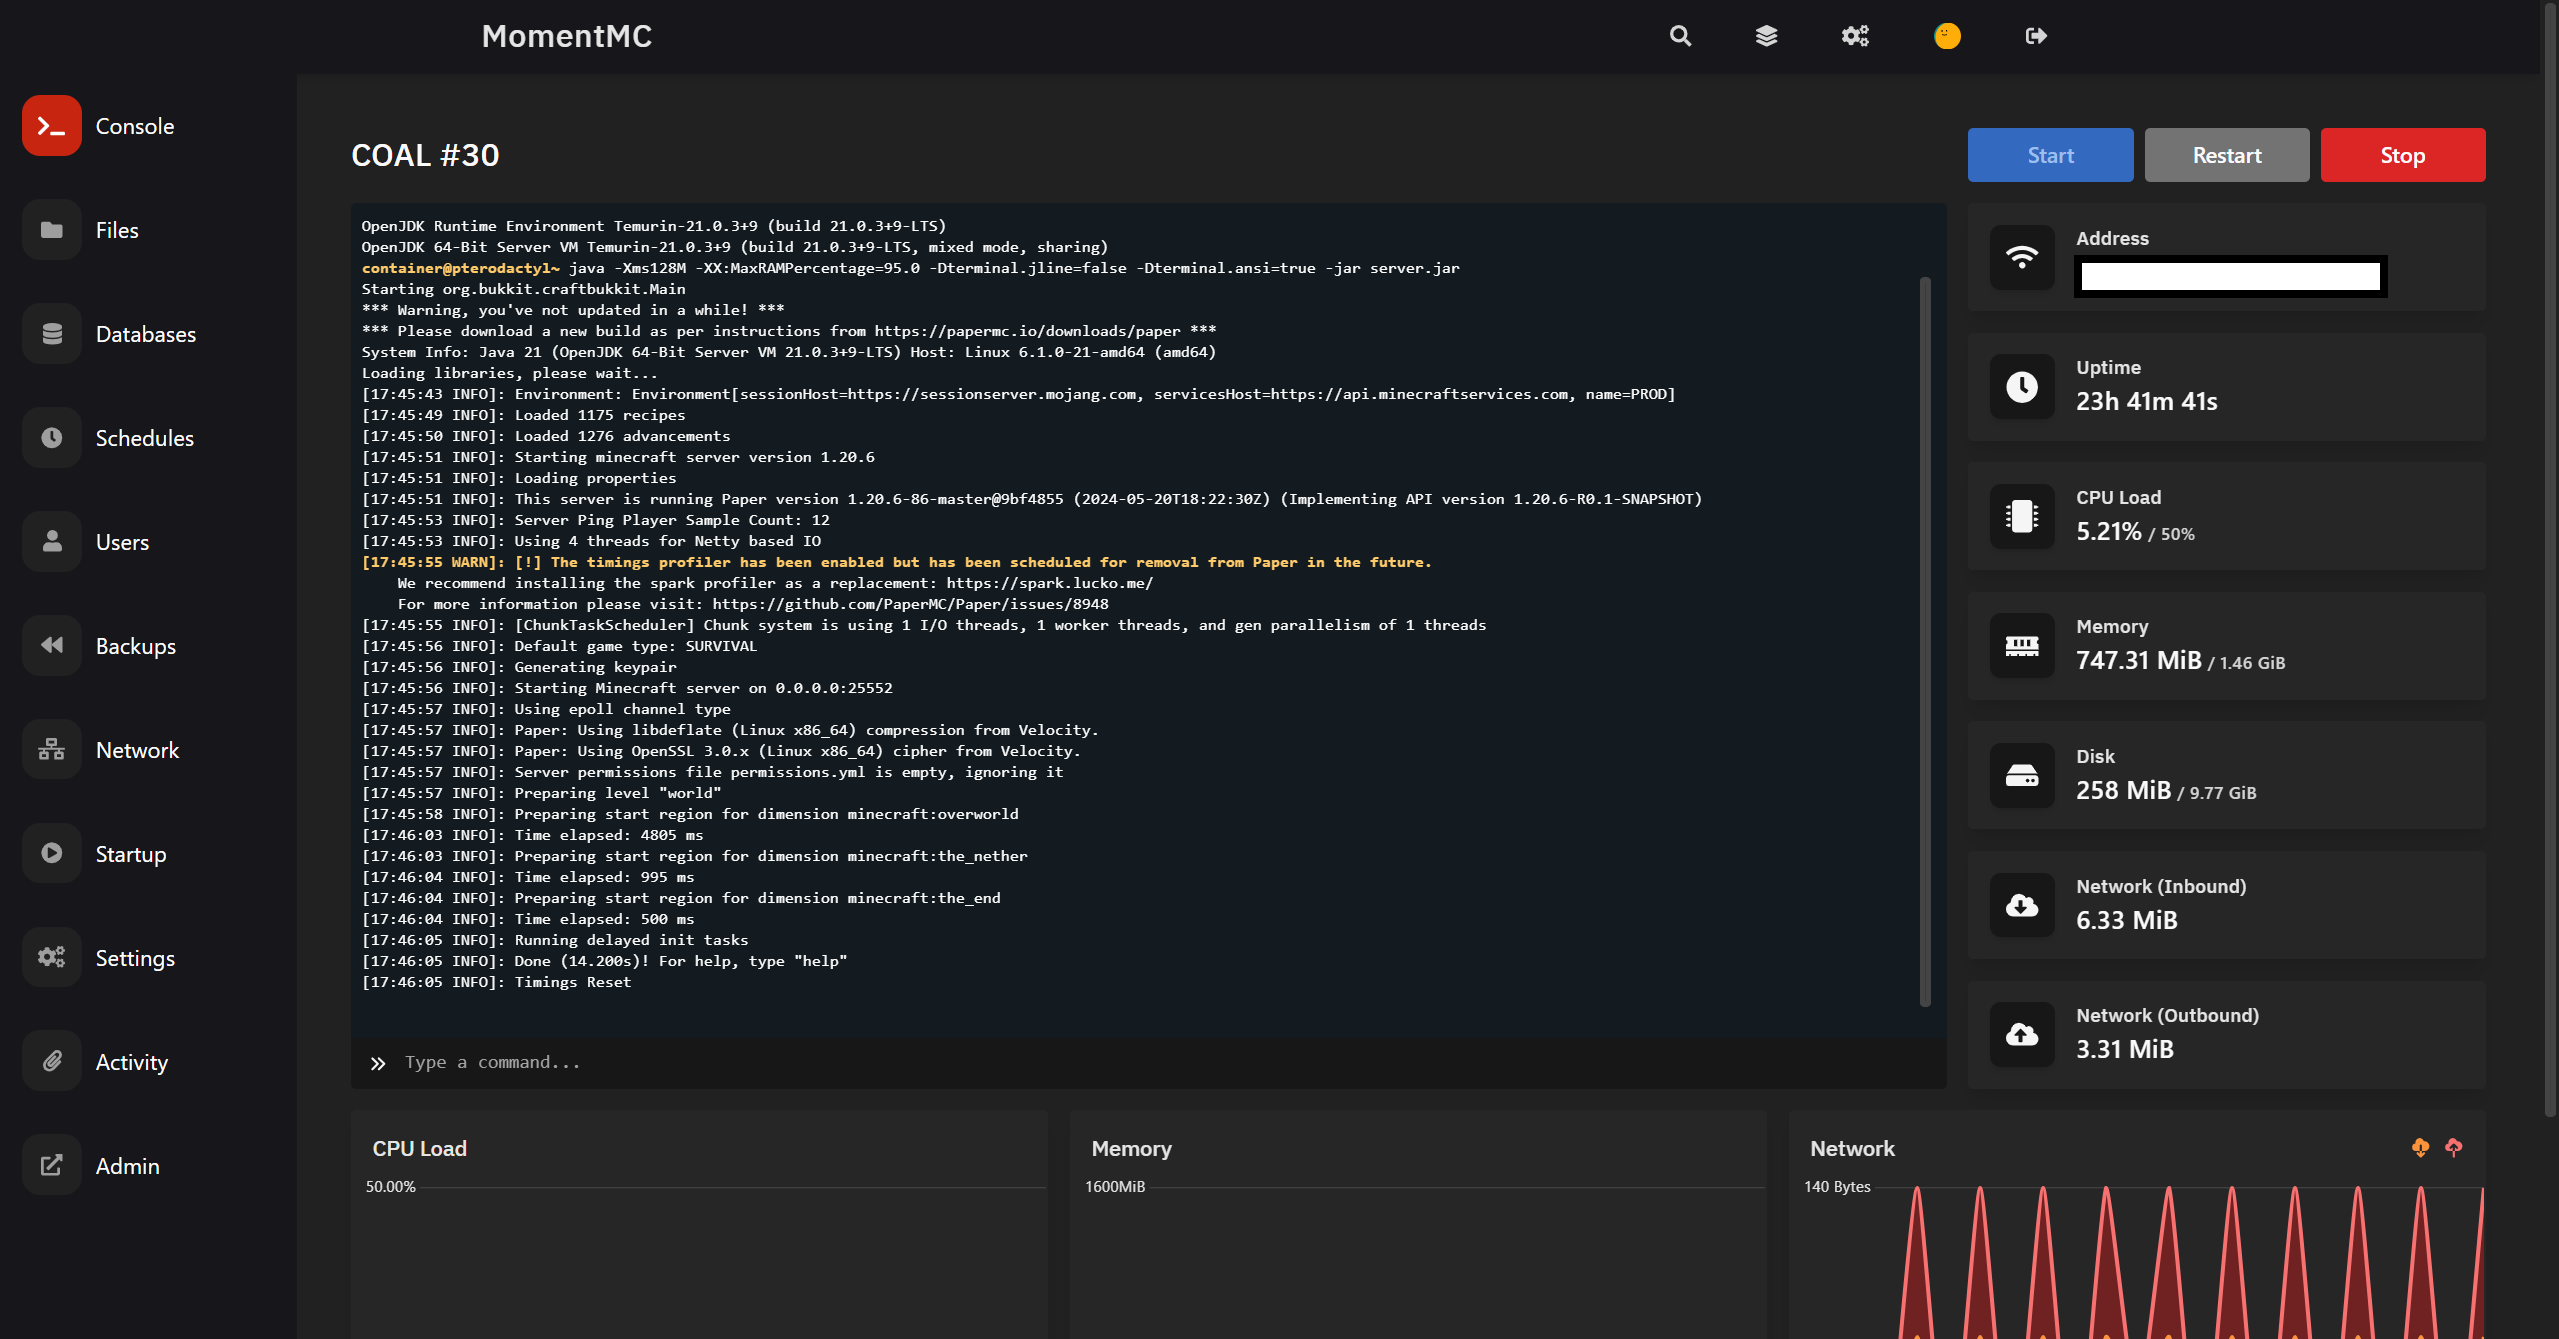 MomentMC
Console
Files
Databases
Schedules
Users
Backups
Network
Startup
Settings
Activity
Admin
COAL #30
Start
Restart
Stop
OpenJDK Runtime Environment Temurin-21.0.3+9 (build 21.0.3+9-LTS)
OpenJDK 64-Bit Server VM Temurin-21.0.3+9 (build 21.0.3+9-LTS, mixed mode, sharing)
container@pterodactyl~ java -Xms128M -XX:MaxRAMPercentage=95.0 -Dterminal.jline=false -Dterminal.ansi=true -jar server.jar
Starting org.bukkit.craftbukkit.Main
*** Warning, you've not updated in a while! ***
*** Please download a new build as per instructions from https://papermc.io/downloads/paper ***
System Info: Java 21 (OpenJDK 64-Bit Server VM 21.0.3+9-LTS) Host: Linux 6.1.0-21-amd64 (amd64)
Loading libraries, please wait...
[17:45:43 INFO]: Environment: Environment[sessionHost=https://sessionserver.mojang.com, servicesHost=https://api.minecraftservices.com, name=PROD]
[17:45:49 INFO]: Loaded 1175 recipes
[17:45:50 INFO]: Loaded 1276 advancements
[17:45:51 INFO]: Starting minecraft server version 1.20.6
[17:45:51 INFO]: Loading properties
[17:45:51 INFO]: This server is running Paper version 1.20.6-86-master@9bf4855 (2024-05-20T18:22:30Z) (Implementing API version 1.20.6-R0.1-SNAPSHOT)
[17:45:53 INFO]: Server Ping Player Sample Count: 12
[17:45:53 INFO]: Using 4 threads for Netty based IO
[17:45:55 WARN]: [!] The timings profiler has been enabled but has been scheduled for removal from Paper in the future.
We recommend installing the spark profiler as a replacement: https://spark.lucko.me/
For more information please visit: https://github.com/PaperMC/Paper/issues/8948
[17:45:55 INFO]: [ChunkTaskScheduler] Chunk system is using 1 I/O threads, 1 worker threads, and gen parallelism of 1 threads
[17:45:56 INFO]: Default game type: SURVIVAL
[17:45:56 INFO]: Generating keypair
[17:45:56 INFO]: Starting Minecraft server on 0.0.0.0:25552
[17:45:57 INFO]: Using epoll channel type
[17:45:57 INFO]: Paper: Using libdeflate (Linux x86_64) compression from Velocity.
[17:45:57 INFO]: Paper: Using OpenSSL 3.0.x (Linux x86_64) cipher from Velocity.
[17:45:57 INFO]: Server permissions file permissions.yml is empty, ignoring it
[17:45:57 INFO]: Preparing level "world"
[17:45:58 INFO]: Preparing start region for dimension minecraft:overworld
[17:46:03 INFO]: Time elapsed: 4805 ms
[17:46:03 INFO]: Preparing start region for dimension minecraft:the_nether
[17:46:04 INFO]: Time elapsed: 995 ms
[17:46:04 INFO]: Preparing start region for dimension minecraft:the_end
[17:46:04 INFO]: Time elapsed: 500 ms
[17:46:05 INFO]: Running delayed init tasks
[17:46:05 INFO]: Done (14.200s)! For help, type "help"
[17:46:05 INFO]: Timings Reset
Type a command...
Address
Uptime
23h 41m 41s
CPU Load
5.21% / 50%
Memory
747.31 MiB / 1.46 GiB
Disk
258 MiB / 9.77 GiB
Network (Inbound)
6.33 MiB
Network (Outbound)
3.31 MiB
CPU Load
50.00%
Memory
1600MiB
Network
140 Bytes